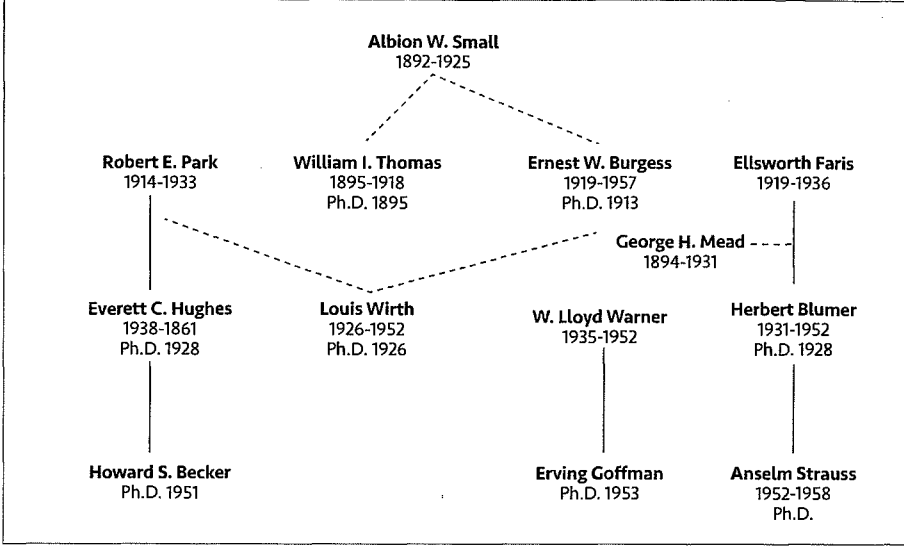 Albion W. Small
1892-1925
Robert E. Park
1914-1933
William I. Thomas
1895-1918
Ph.D. 1895
Ernest W. Burgess
1919-1957
Ph.D. 1913
Ellsworth Faris
1919-1936
George H. Mead
1894-1931
Everett C. Hughes
1938-1861
Ph.D. 1928
Louis Wirth
1926-1952
Ph.D. 1926
W. Lloyd Warner
1935-1952
Herbert Blumer
1931-1952
Ph.D. 1928
Howard S. Becker
Ph.D. 1951
Erving Goffman
Ph.D. 1953
Anselm Strauss
1952-1958
Ph.D.